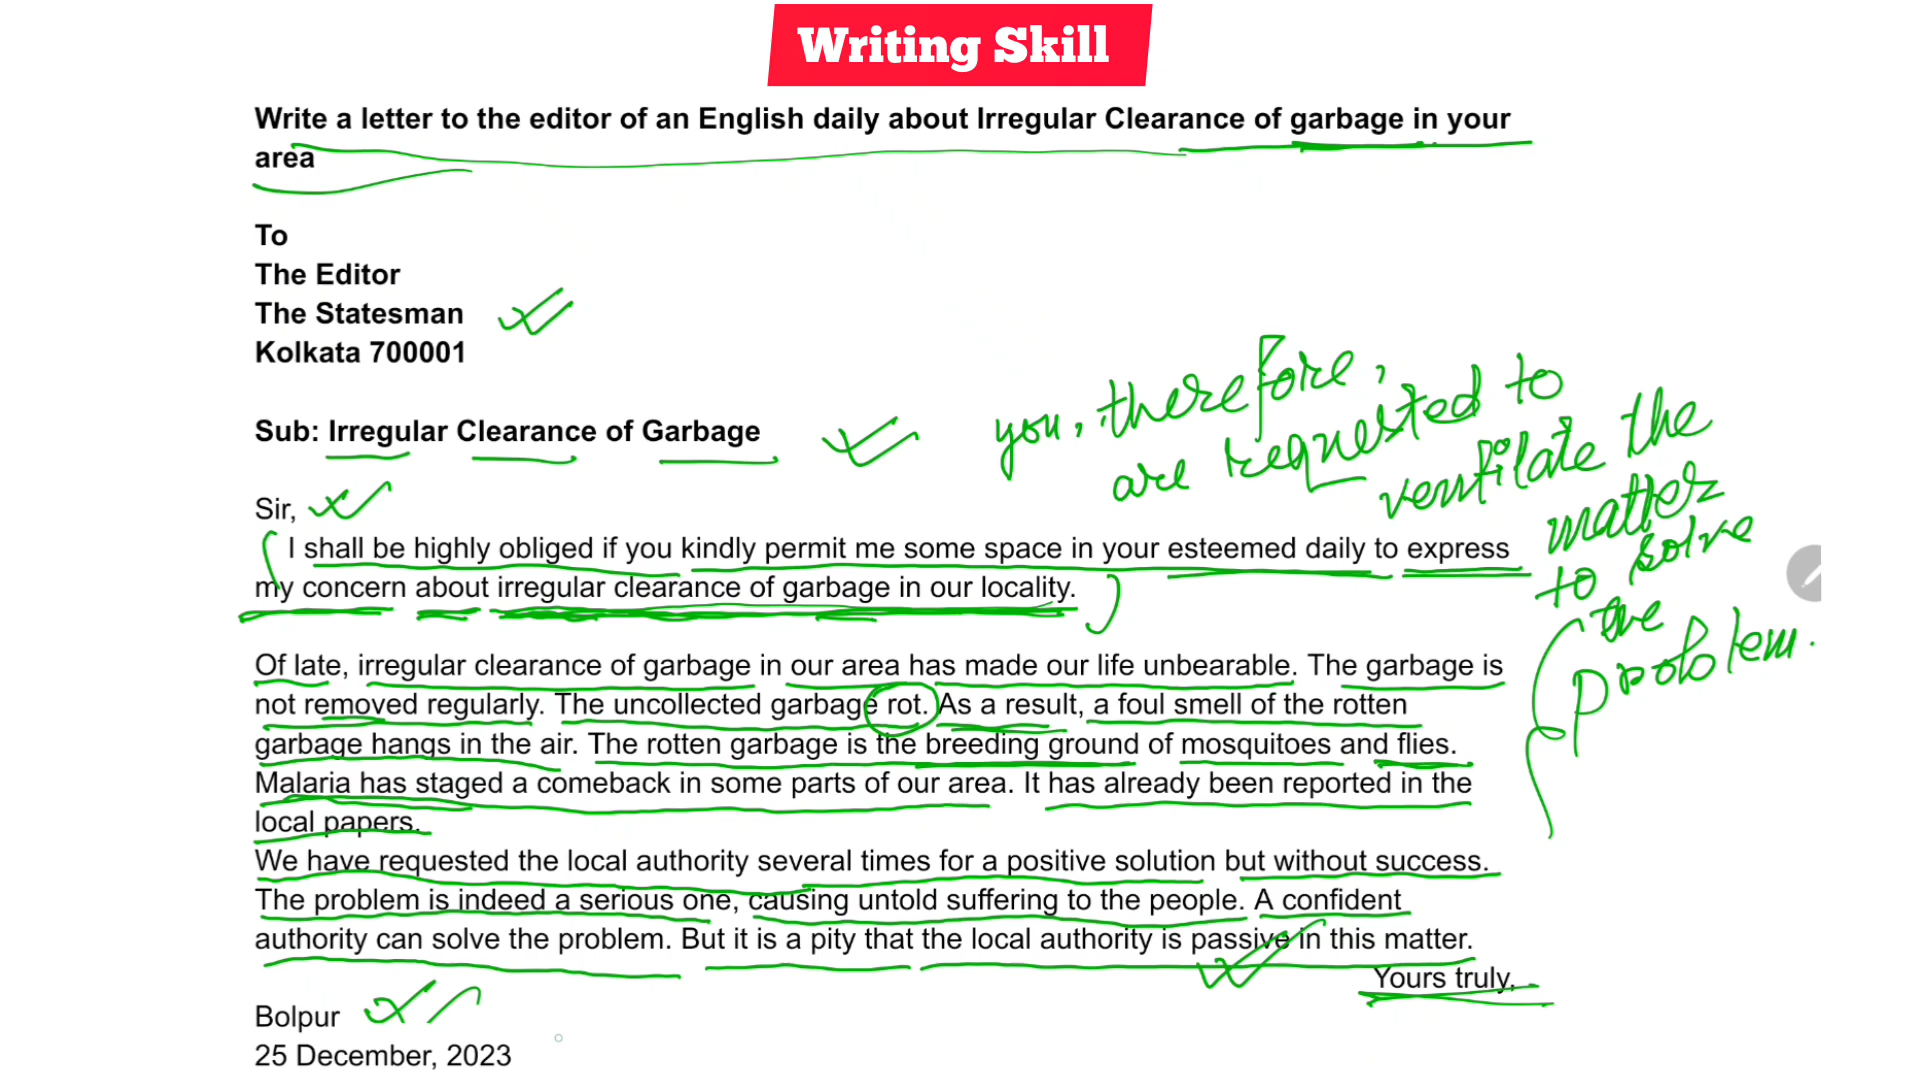 Writing Skill
Write a letter to the editor of an English daily about Irregular Clearance of garbage in your
area
To
The Editor
The Statesman
Kolkata 700001
Sub: Irregular Clearance of Garbage
Sir,
I shall be highly obliged if you kindly permit me some space in your esteemed daily to express
my concern about irregular clearance of garbage in our locality.
Of late, irregular clearance of garbage in our area has made our life unbearable. The garbage is
not removed regularly. The uncollected garbage rot. As a result, a foul smell of the rotten
garbage hangs in the air. The rotten garbage is the breeding ground of mosquitoes and flies.
Malaria has staged a comeback in some parts of our area. It has already been reported in the
local papers.
We have requested the local authority several times for a positive solution but without success.
The problem is indeed a serious one, causing untold suffering to the people. A confident
authority can solve the problem. But it is a pity that the local authority is passive in this matter.
Yours truly,
Bolpur
25 December, 2023
you, therefore,
are requested to
ventilate the
matter
to solve
the
problem.